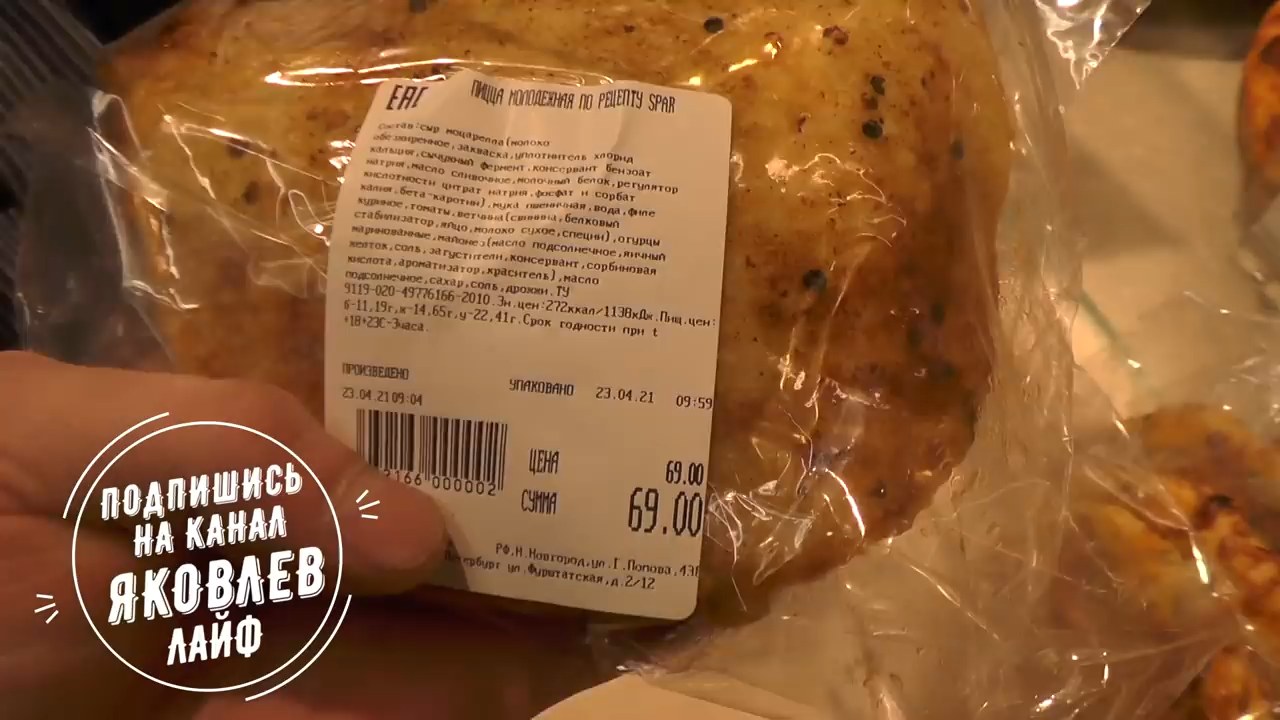 ЕАС
ПИЦЦА МОЛОДЕЖНАЯ ПО РЕЦЕПТУ SPAR
Состав:сыр моцарелла(молоко
обезжиренное,закваска,уплотнитель хлорид
кальция,сычужный фермент,консервант бензоат
натрия,масло сливочное,молочный белок,регулятор
кислотности цитрат натрия,фосфат и сорбат
калия,бета-каротин),мука пшеничная,вода,филе
куриное,томаты,ветчина(свинина,белковый
стабилизатор,яйцо,молоко сухое,специи),огурцы
маринованные,майонез(масло подсолнечное,яичный
желток,соль,загустители,консервант,сорбиновая
кислота,ароматизатор,краситель),масло
подсолнечное,сахар,соль,дрожжи.ТУ
9119-020-49776166-2010.Эн.цен:272ккал/1138кДж.Пищ.цен:
б-11,19г,ж-14,65г,у-22,41г.Срок годности при t
+18+23С-3часа.
ПРОИЗВЕДЕНО
УПАКОВАНО 23.04.21 09:59
23.04.21 09:04
2166 000002
ЦЕНА 69.00
СУММА 69.00
РФ,Н.Новгород,ул.Г.Попова,43
ул.Фурштатская,д.2/12
ПОДПИШИСЬ
НА КАНАЛ
ЯКОВЛЕВ
ЛАЙФ